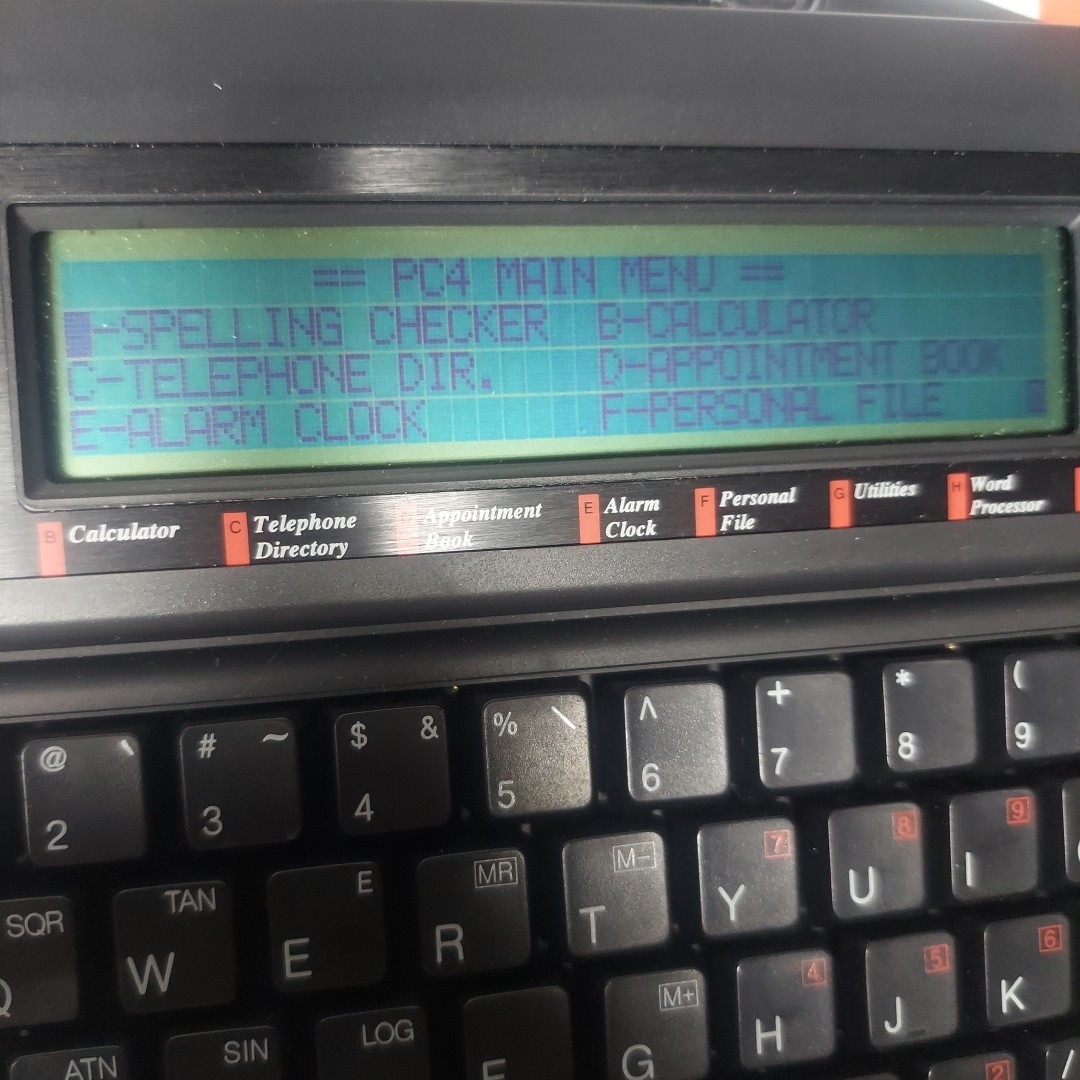 == PC4 MAIN MENU ==
-SPELLING CHECKER B-CALCULATOR
C-TELEPHONE DIR. D-APPOINTMENT BOOK
E-ALARM CLOCK F-PERSONAL FILE
B Calculator
C Telephone Directory
Appointment Book
E Alarm Clock
F Personal File
G Utilities
H Word Processor
@ ` 2
# ~ 3
$ & 4
% \ 5
^ 6
+ 7
* 8
( 9
SQR Q
TAN W
E E
MR R
M- T
7 Y
8 U
9 I
ATN
SIN
LOG
F
M+ G
4 H
5 J
6 K
2
/